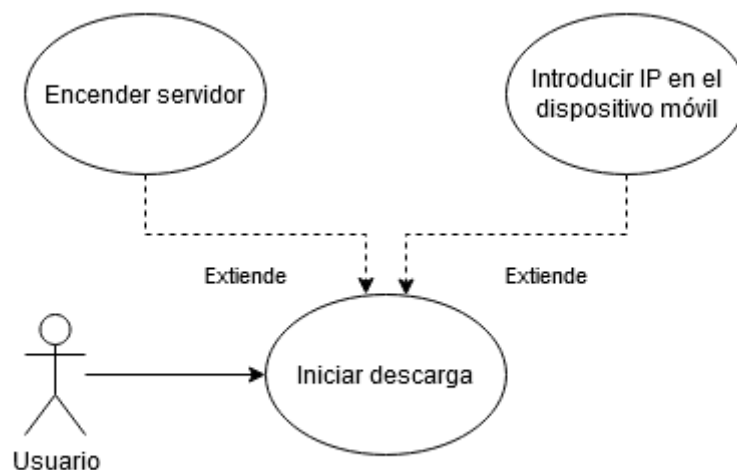 Encender servidor
Introducir IP en el
dispositivo móvil
Extiende
Extiende
Iniciar descarga
Usuario